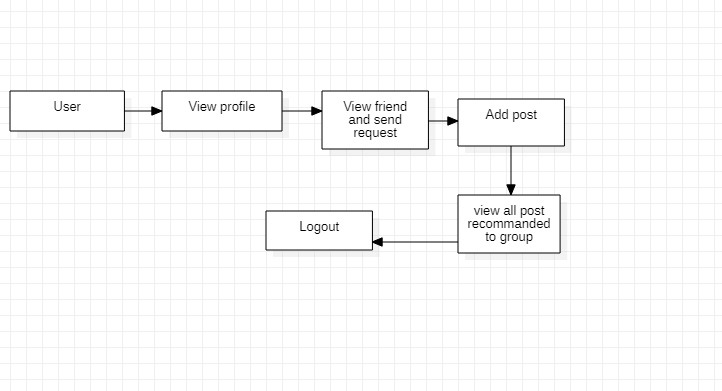 User
View profile
View friend
and send
request
Add post
view all post
recommanded
to group
Logout